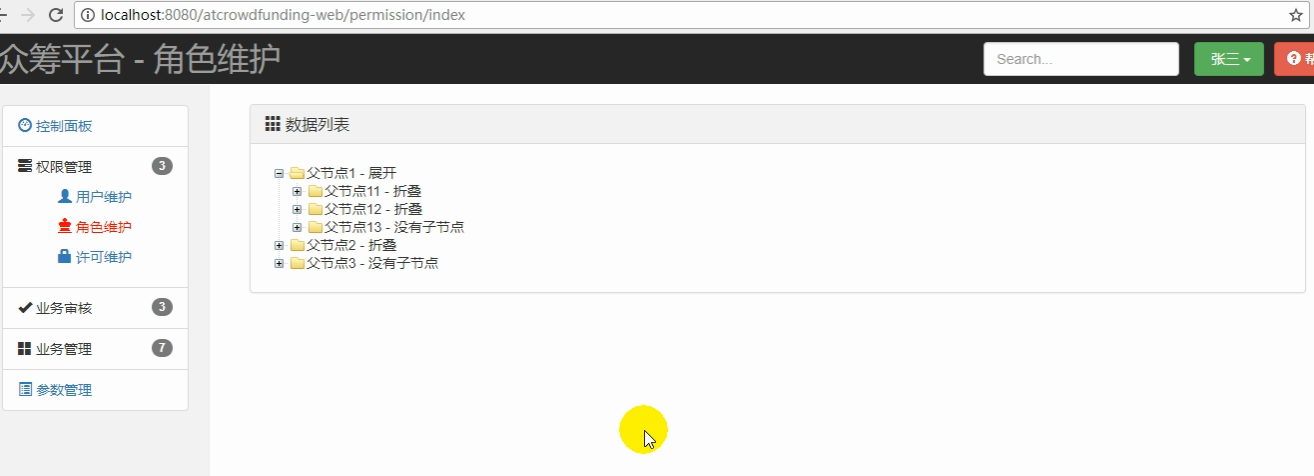 localhost:8080/atcrowdfunding-web/permission/index
众筹平台 - 角色维护
Search...
张三
控制面板
权限管理 3
用户维护
角色维护
许可维护
业务审核 3
业务管理 7
参数管理
数据列表
父节点1 - 展开
父节点11 - 折叠
父节点12 - 折叠
父节点13 - 没有子节点
父节点2 - 折叠
父节点3 - 没有子节点